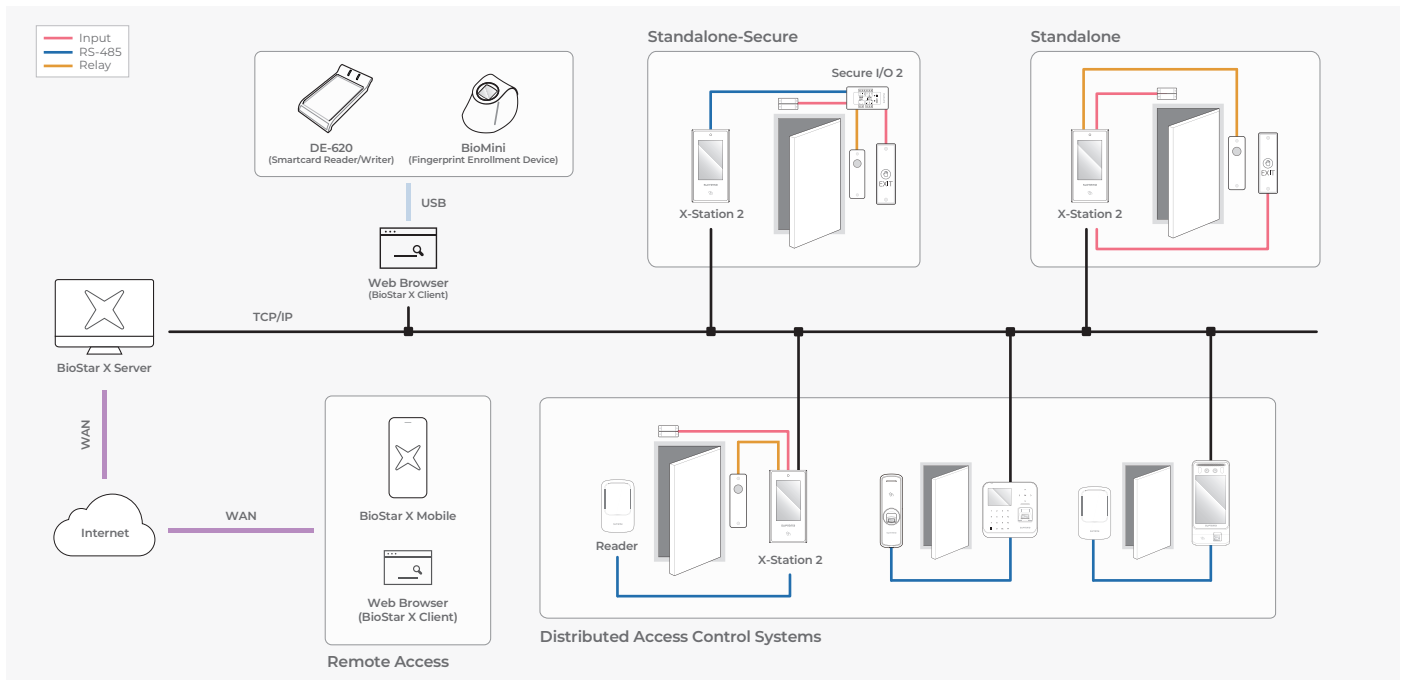 Input
RS-485
Relay
DE-620
(Smartcard Reader/Writer)
BioMini
(Fingerprint Enrollment Device)
USB
Web Browser
(BioStar X Client)
Standalone-Secure
Secure I/O 2
EXIT
X-Station 2
Standalone
EXIT
X-Station 2
TCP/IP
BioStar X Server
WAN
Internet
WAN
BioStar X Mobile
Web Browser
(BioStar X Client)
Remote Access
Reader
X-Station 2
Distributed Access Control Systems